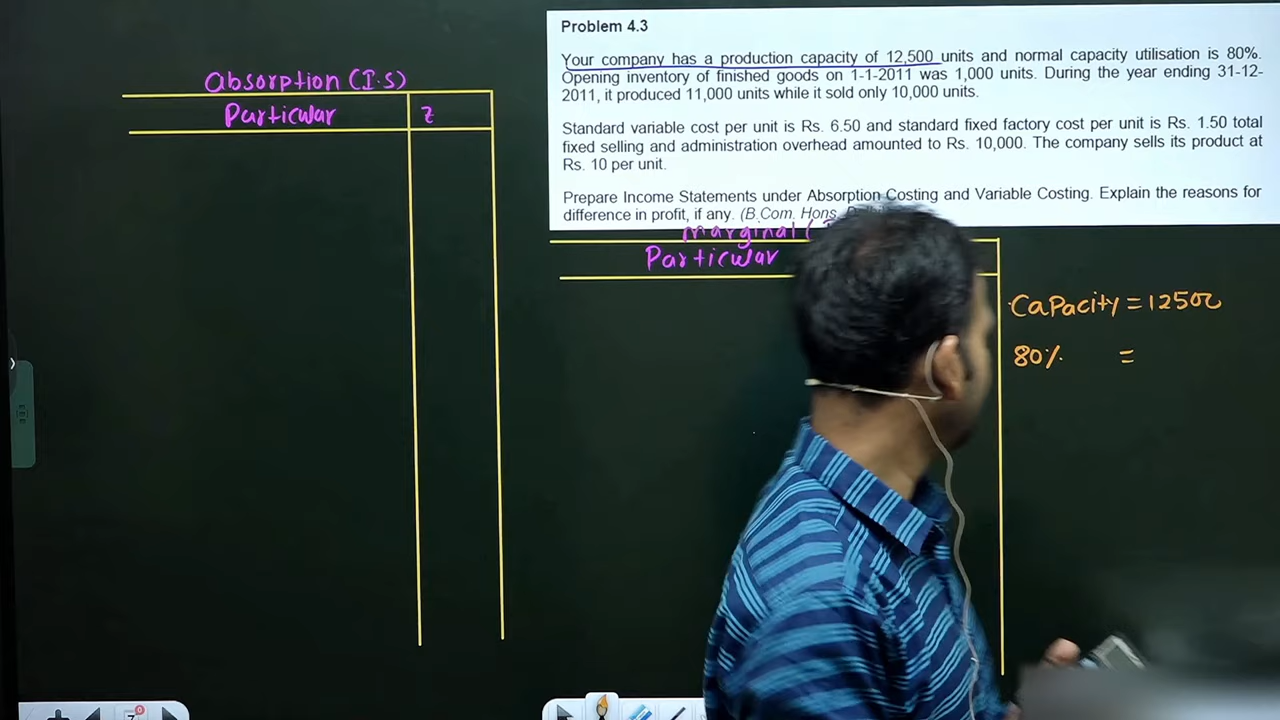 Absorption (I.S)
Particular ₹
Problem 4.3
Your company has a production capacity of 12,500 units and normal capacity utilisation is 80%.
Opening inventory of finished goods on 1-1-2011 was 1,000 units. During the year ending 31-12-
2011, it produced 11,000 units while it sold only 10,000 units.
Standard variable cost per unit is Rs. 6.50 and standard fixed factory cost per unit is Rs. 1.50 total
fixed selling and administration overhead amounted to Rs. 10,000. The company sells its product at
Rs. 10 per unit.
Prepare Income Statements under Absorption Costing and Variable Costing. Explain the reasons for
difference in profit, if any. (B.Com. Hons.
marginal (
Particular
Capacity = 12500
80% =